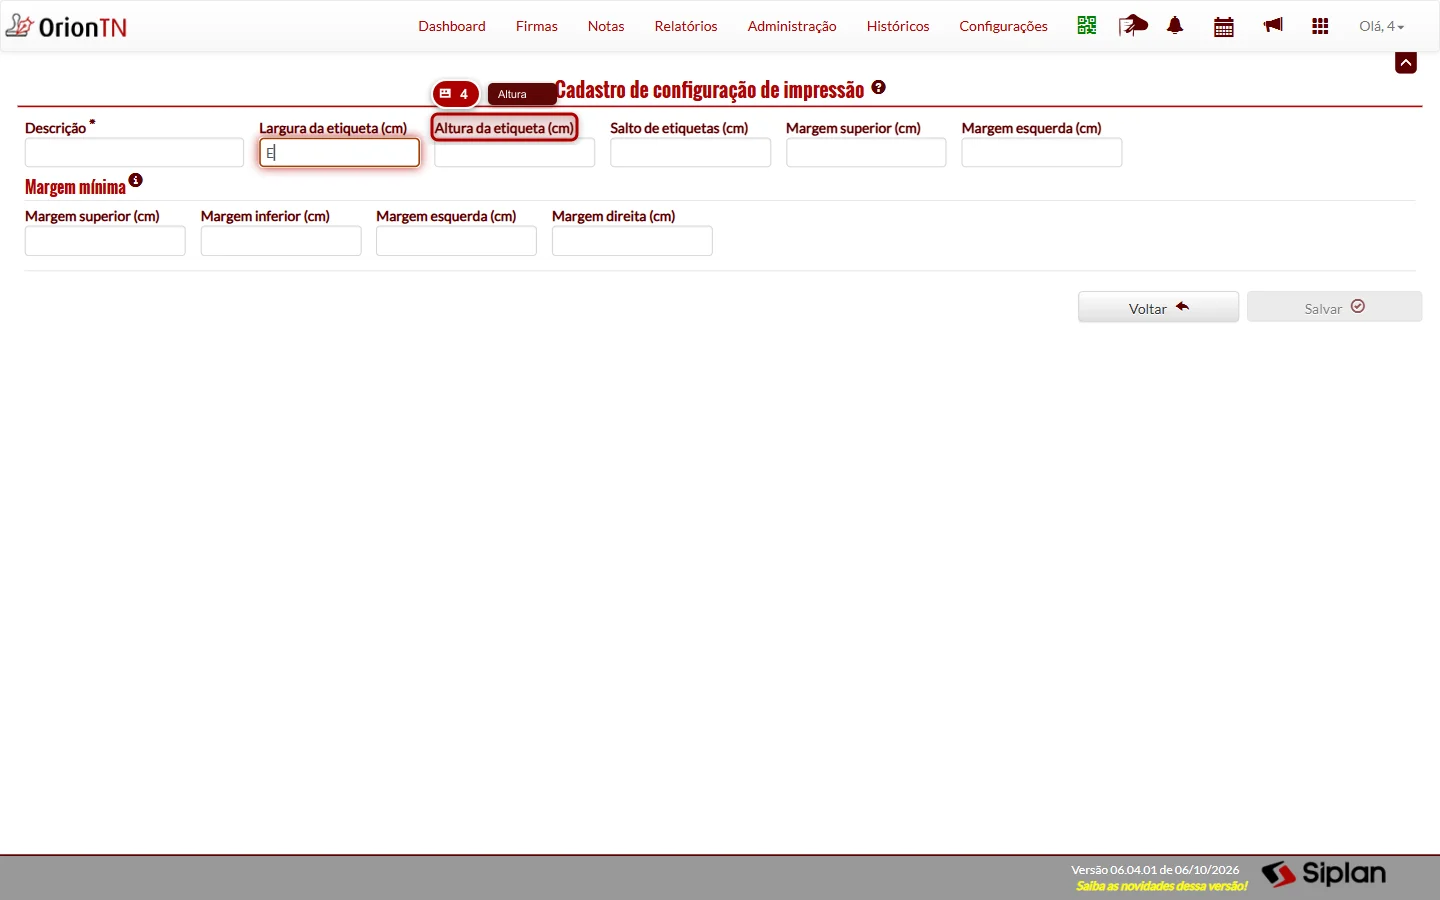 OrionTN
Dashboard Firmas Notas Relatórios Administração Históricos Configurações Olá, 4
4 Altura
Cadastro de configuração de impressão ?
Descrição * Largura da etiqueta (cm) Altura da etiqueta (cm) Salto de etiquetas (cm) Margem superior (cm) Margem esquerda (cm)
E
Margem mínima i
Margem superior (cm) Margem inferior (cm) Margem esquerda (cm) Margem direita (cm)
Voltar Salvar
Versão 06.04.01 de 06/10/2026
Saiba as novidades dessa versão!
Siplan